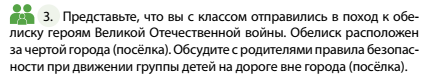 3. Представьте, что вы с классом отправились в поход к обе-
лиску героям Великой Отечественной войны. Обелиск расположен
за чертой города (посёлка). Обсудите с родителями правила безопас-
ности при движении группы детей на дороге вне города (посёлка).